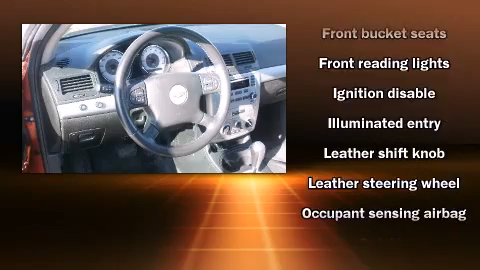 Front bucket seats
Front reading lights
Ignition disable
Illuminated entry
Leather shift knob
Leather steering wheel
Occupant sensing airbag